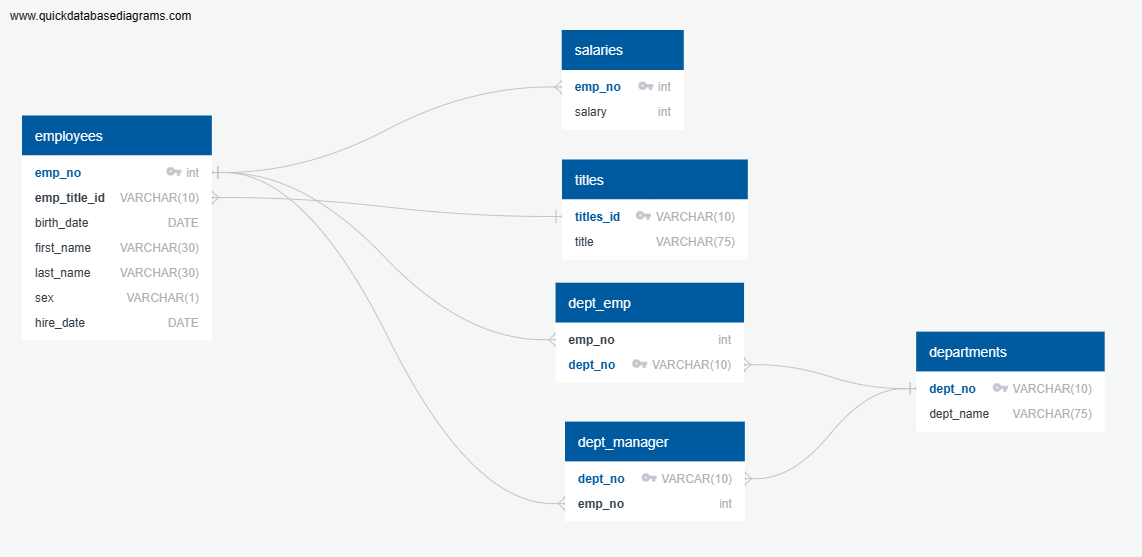 www.quickdatabasediagrams.com
employees
emp_no int
emp_title_id VARCHAR(10)
birth_date DATE
first_name VARCHAR(30)
last_name VARCHAR(30)
sex VARCHAR(1)
hire_date DATE
salaries
emp_no int
salary int
titles
titles_id VARCHAR(10)
title VARCHAR(75)
dept_emp
emp_no int
dept_no VARCHAR(10)
dept_manager
dept_no VARCAR(10)
emp_no int
departments
dept_no VARCHAR(10)
dept_name VARCHAR(75)